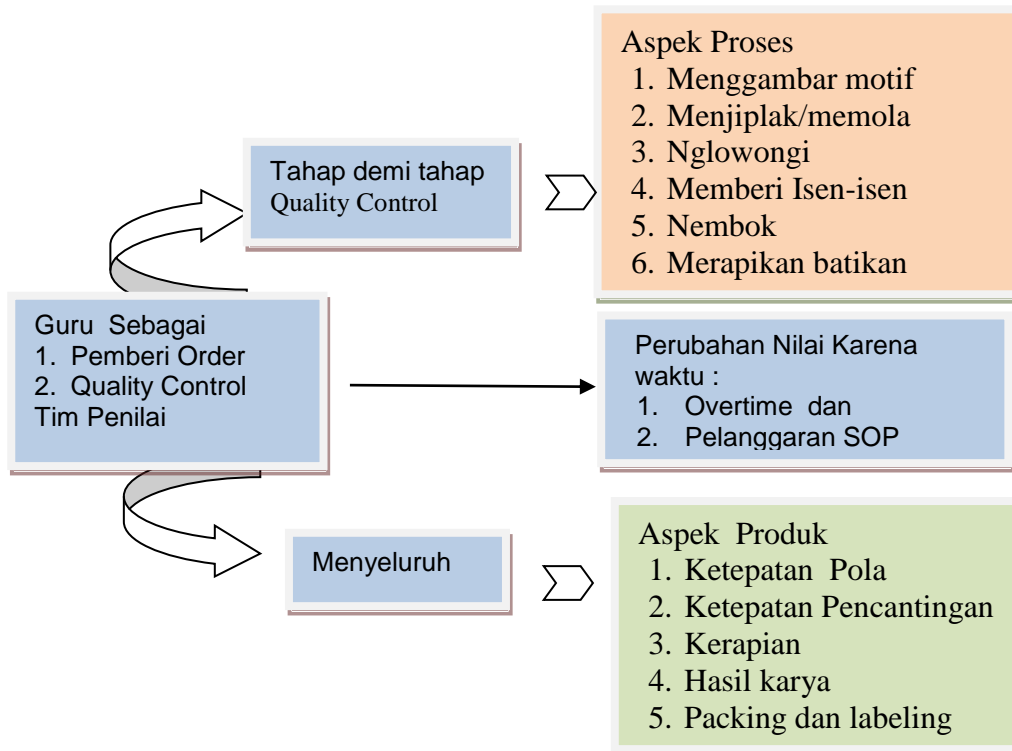 Aspek Proses
1. Menggambar motif
2. Menjiplak/memola
3. Nglowongi
4. Memberi Isen-isen
5. Nembok
6. Merapikan batikan
Tahap demi tahap
Quality Control
Guru Sebagai
1. Pemberi Order
2. Quality Control
Tim Penilai
Perubahan Nilai Karena
waktu :
1. Overtime dan
2. Pelanggaran SOP
Menyeluruh
Aspek Produk
1. Ketepatan Pola
2. Ketepatan Pencantingan
3. Kerapian
4. Hasil karya
5. Packing dan labeling